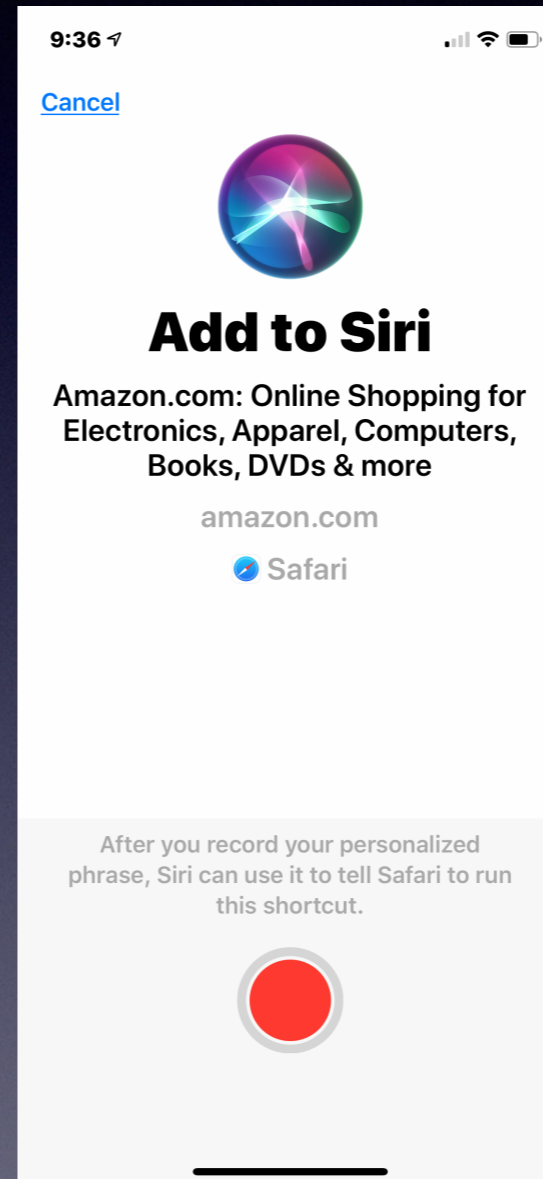 9:36
Cancel
Add to Siri
Amazon.com: Online Shopping for
Electronics, Apparel, Computers,
Books, DVDs & more
amazon.com
Safari
After you record your personalized
phrase, Siri can use it to tell Safari to run
this shortcut.